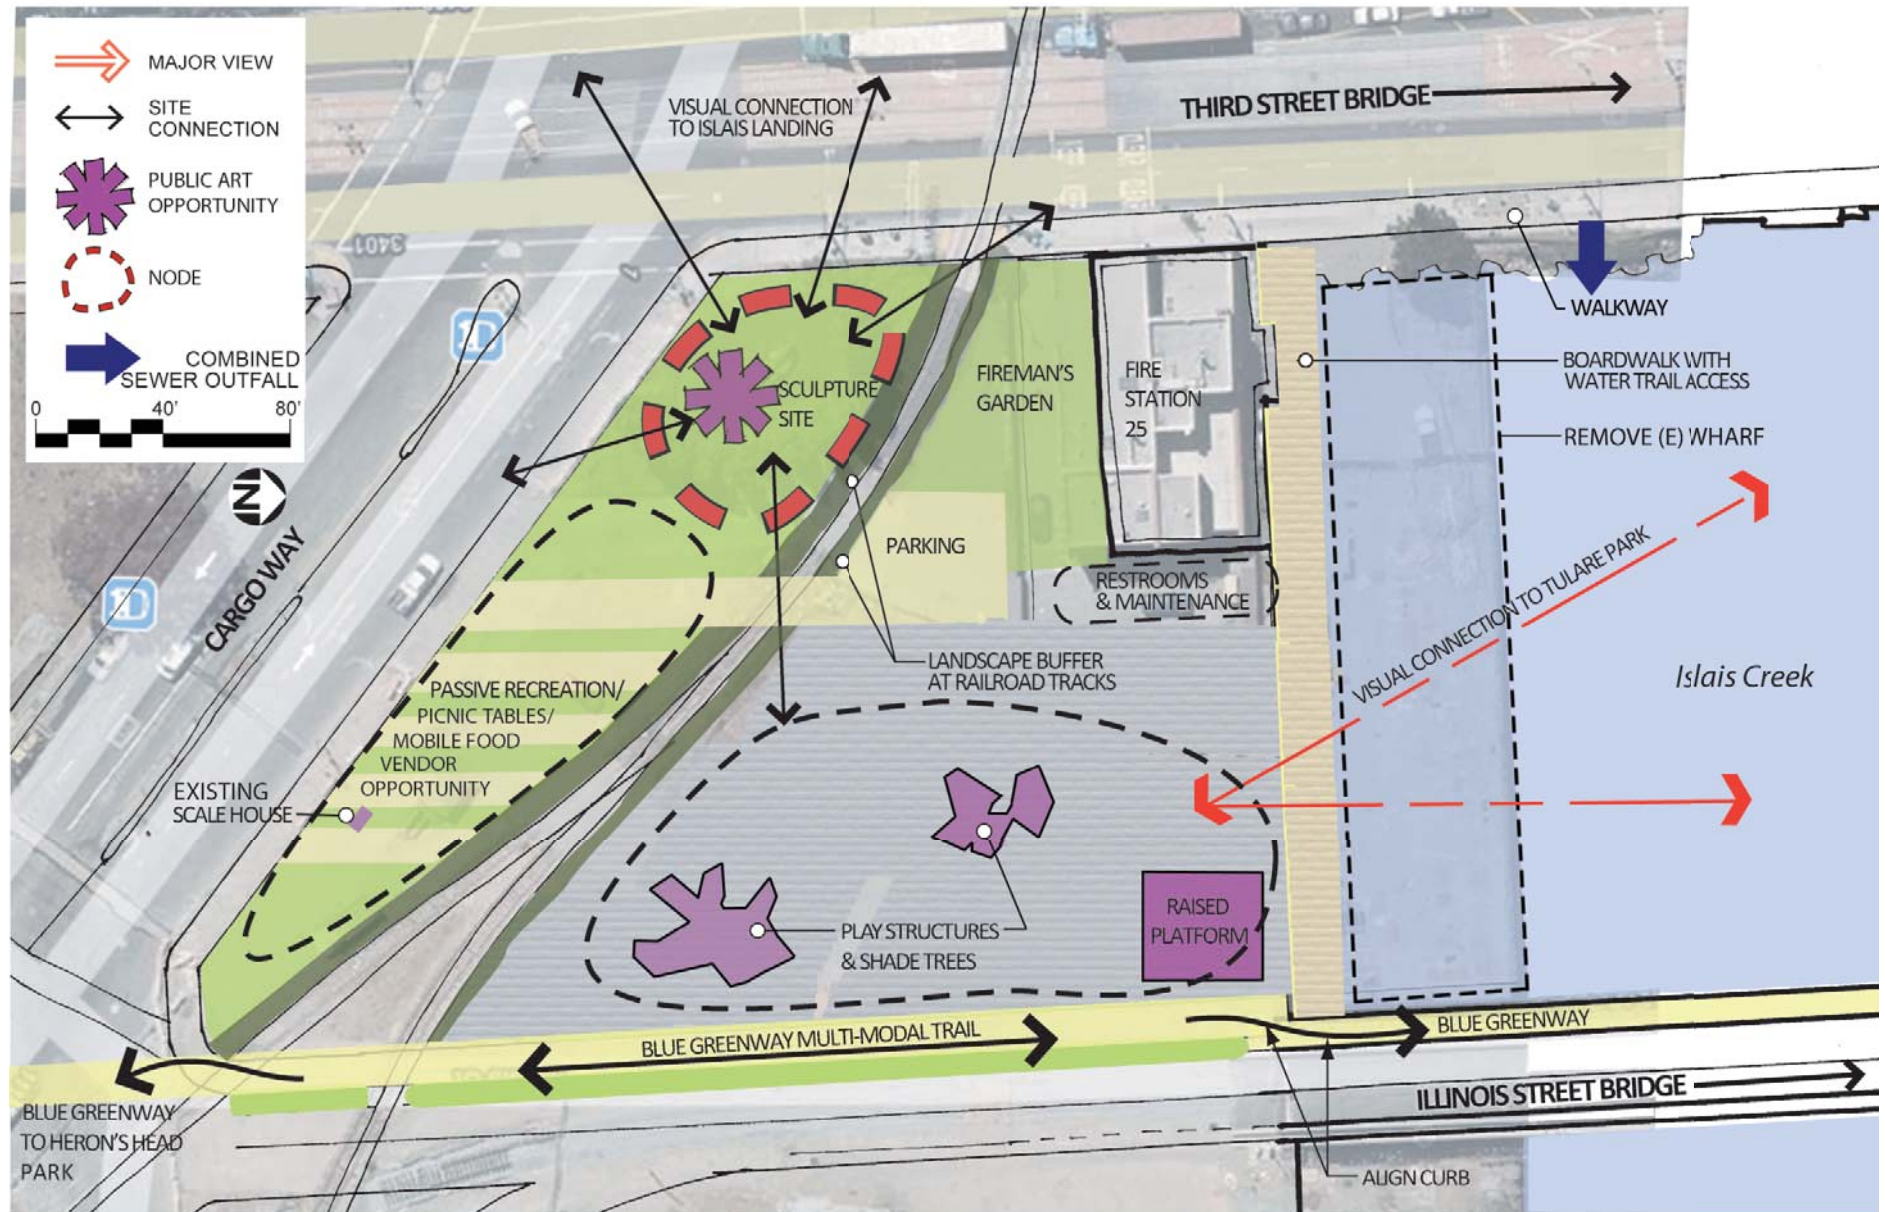 MAJOR VIEW
SITE
CONNECTION
PUBLIC ART
OPPORTUNITY
NODE
COMBINED
SEWER OUTFALL
0 40' 80'
N
CARGO WAY
3401
VISUAL CONNECTION
TO ISLAIS LANDING
THIRD STREET BRIDGE
WALKWAY
BOARDWALK WITH
WATER TRAIL ACCESS
REMOVE (E) WHARF
SCULPTURE
SITE
FIREMAN'S
GARDEN
FIRE
STATION
25
PARKING
RESTROOMS
& MAINTENANCE
LANDSCAPE BUFFER
AT RAILROAD TRACKS
VISUAL CONNECTION TO TULARE PARK
Islais Creek
PASSIVE RECREATION/
PICNIC TABLES/
MOBILE FOOD
VENDOR
OPPORTUNITY
EXISTING
SCALE HOUSE
PLAY STRUCTURES
& SHADE TREES
RAISED
PLATFORM
BLUE GREENWAY MULTI-MODAL TRAIL
BLUE GREENWAY
ILLINOIS STREET BRIDGE
BLUE GREENWAY
TO HERON'S HEAD
PARK
ALIGN CURB